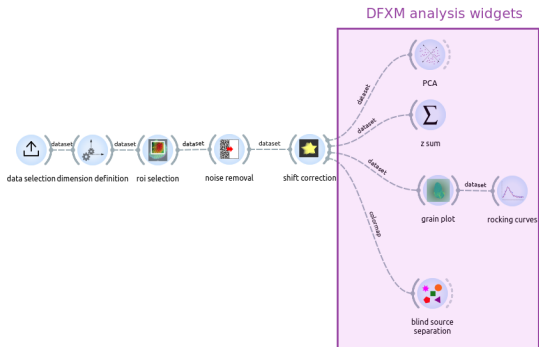 DFXM analysis widgets
PCA
dataset
dataset
z sum
dataset
dataset
dataset
dataset
dataset
data selection
dimension definition
roi selection
noise removal
shift correction
dataset
dataset
grain plot
rocking curves
colormap
Σ
blind source
separation